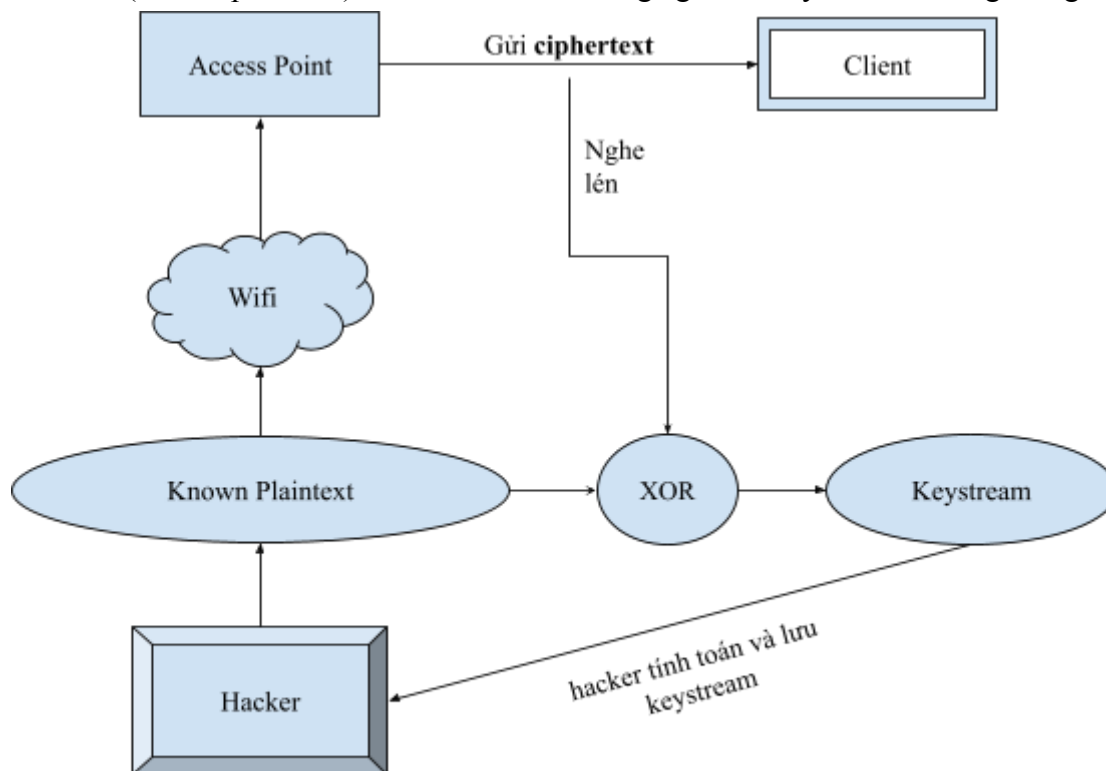 Access Point
Gửi ciphertext
Client
Nghe
lén
Wifi
Known Plaintext
XOR
Keystream
hacker tính toán và lưu
keystream
Hacker